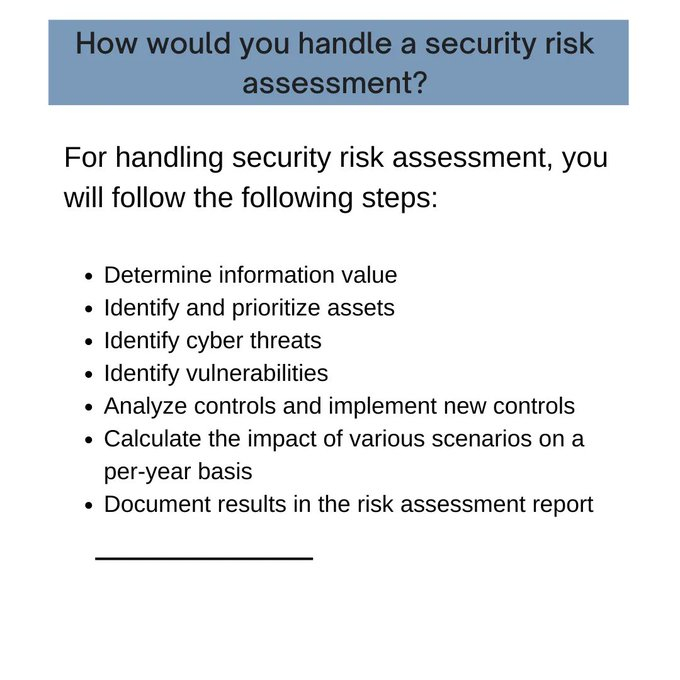 How would you handle a security risk
assessment?
For handling security risk assessment, you
will follow the following steps:
• Determine information value
• Identify and prioritize assets
• Identify cyber threats
• Identify vulnerabilities
• Analyze controls and implement new controls
• Calculate the impact of various scenarios on a
per-year basis
• Document results in the risk assessment report